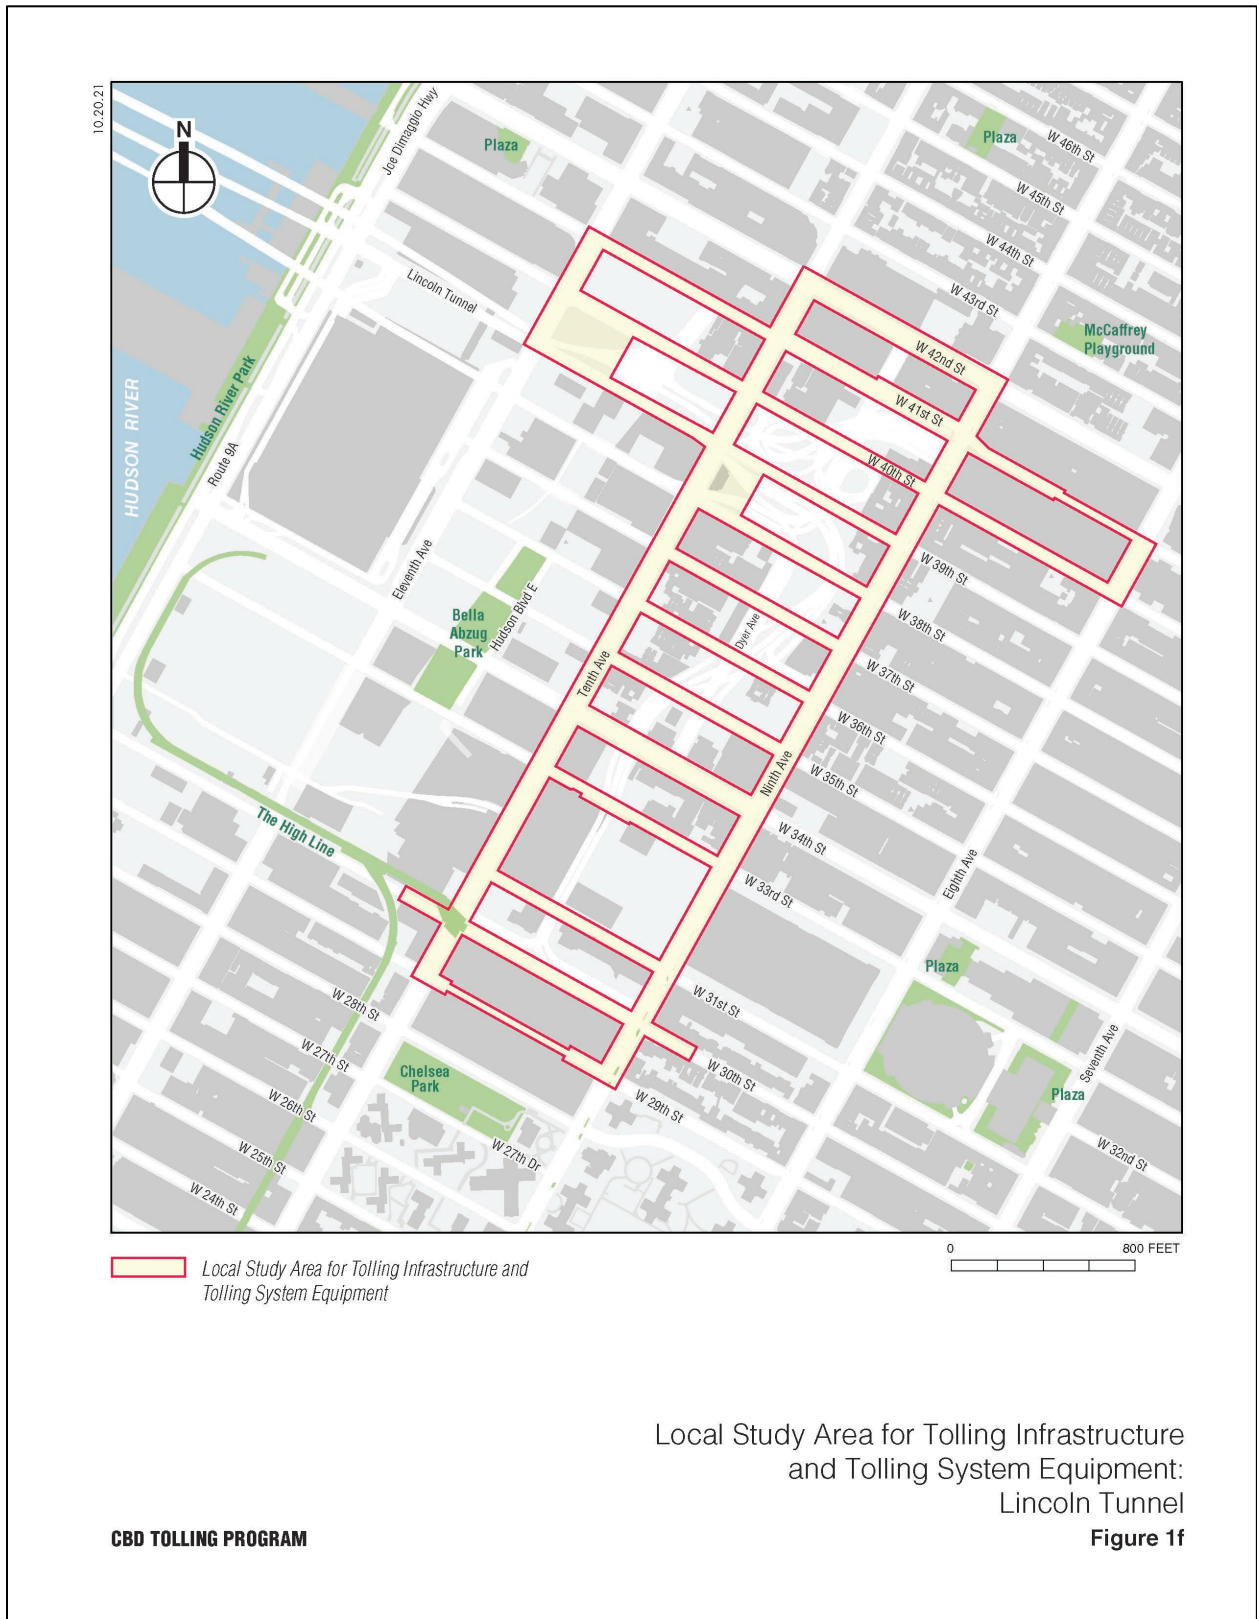 10.20.21
N
Joe Dimaggio Hwy
Plaza
Plaza
W 46th St
W 45th St
W 44th St
W 43rd St
Lincoln Tunnel
McCaffrey
Playground
W 42nd St
Hudson River Park
HUDSON RIVER
W 41st St
Route 9A
W 40th St
Eleventh Ave
W 39th St
Bella
Abzug
Park
Hudson Blvd E
W 38th St
Dyer Ave
W 37th St
Tenth Ave
W 36th St
Ninth Ave
W 35th St
The High Line
W 34th St
Eighth Ave
W 33rd St
Plaza
W 31st St
W 28th St
W 27th St
Chelsea
Park
W 30th St
Seventh Ave
Plaza
W 26th St
W 29th St
W 25th St
W 27th Dr
W 32nd St
W 24th St
Local Study Area for Tolling Infrastructure and
Tolling System Equipment
0
800 FEET
Local Study Area for Tolling Infrastructure
and Tolling System Equipment:
Lincoln Tunnel
CBD TOLLING PROGRAM
Figure 1f